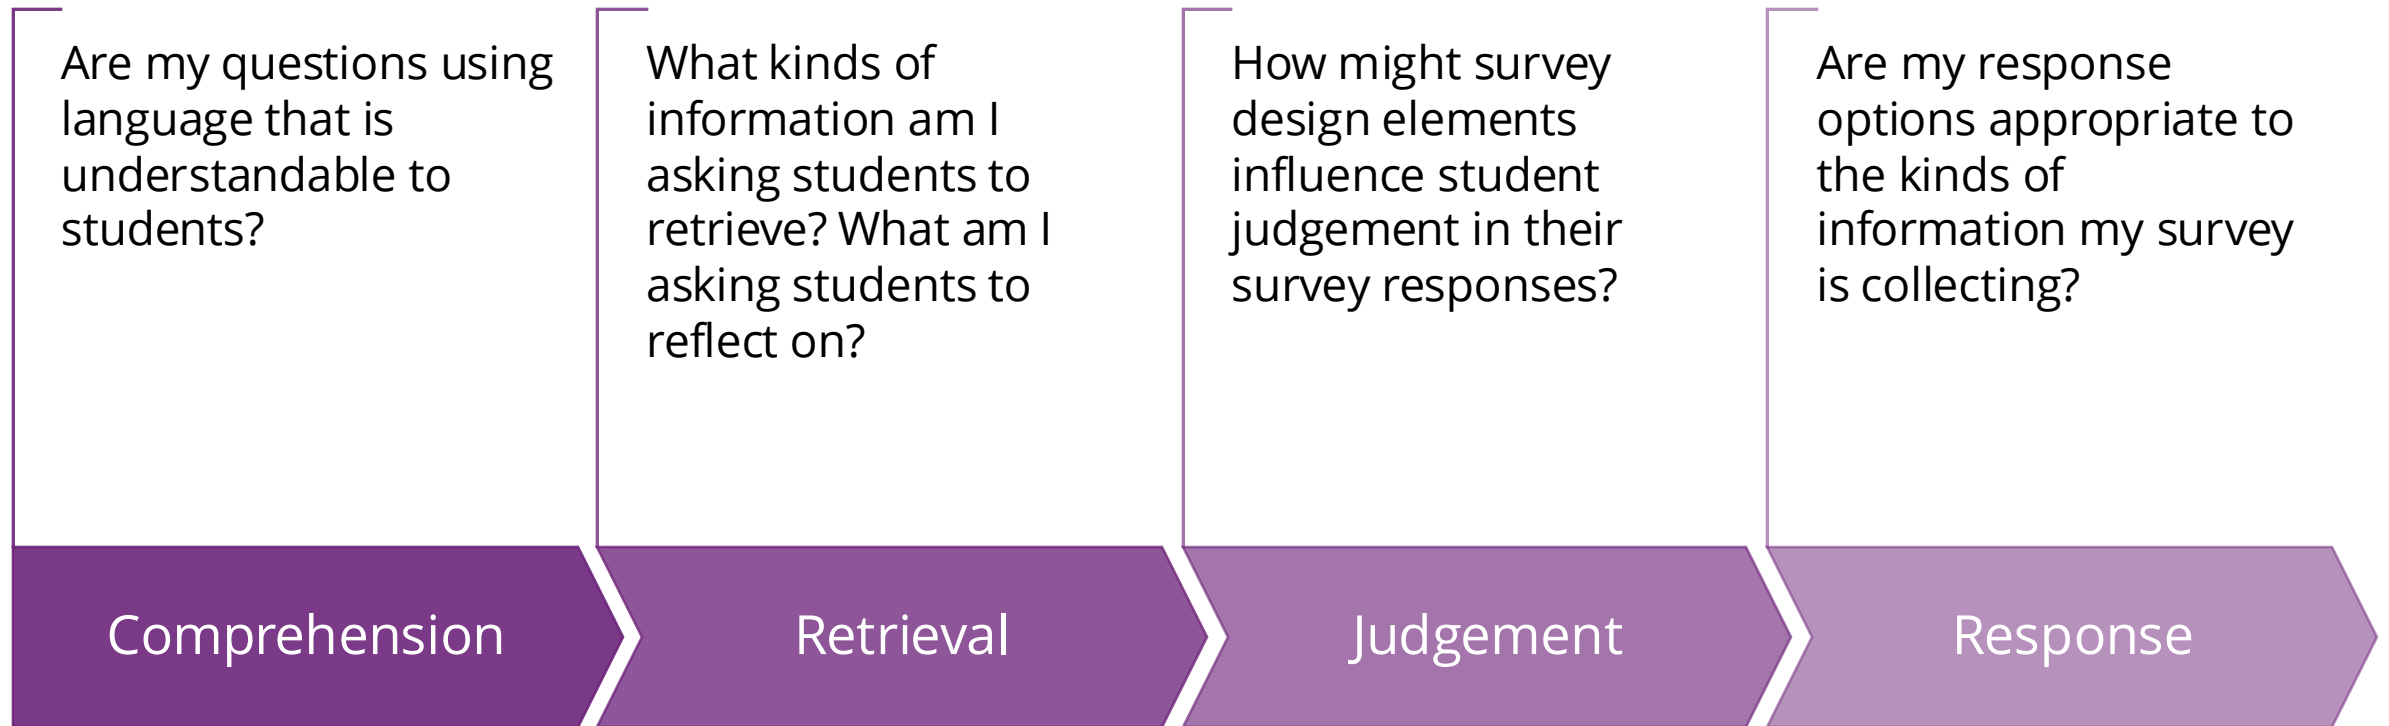 Are my questions using
language that is
understandable to
students?
What kinds of
information am I
asking students to
retrieve? What am I
asking students to
reflect on?
How might survey
design elements
influence student
judgement in their
survey responses?
Are my response
options appropriate to
the kinds of
information my survey
is collecting?
Comprehension
Retrieval
Judgement
Response